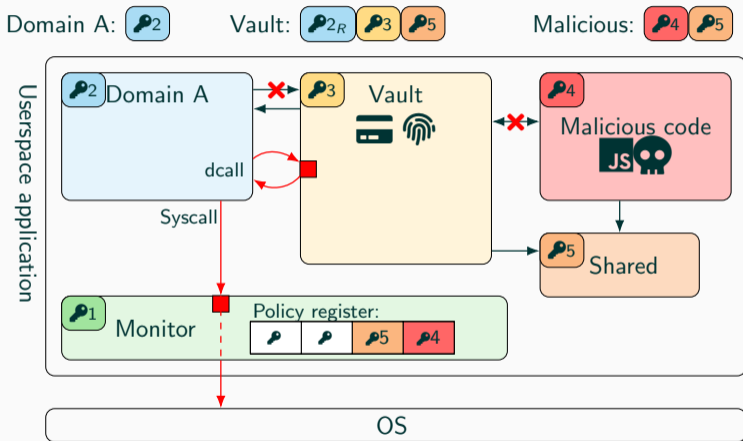 Domain A: 2 Vault: 2R 3 5 Malicious: 4 5
Userspace application
2 Domain A
3 Vault
4
Malicious code
JS
dcall
Syscall
5
Shared
1
Monitor
Policy register:
5 4
OS